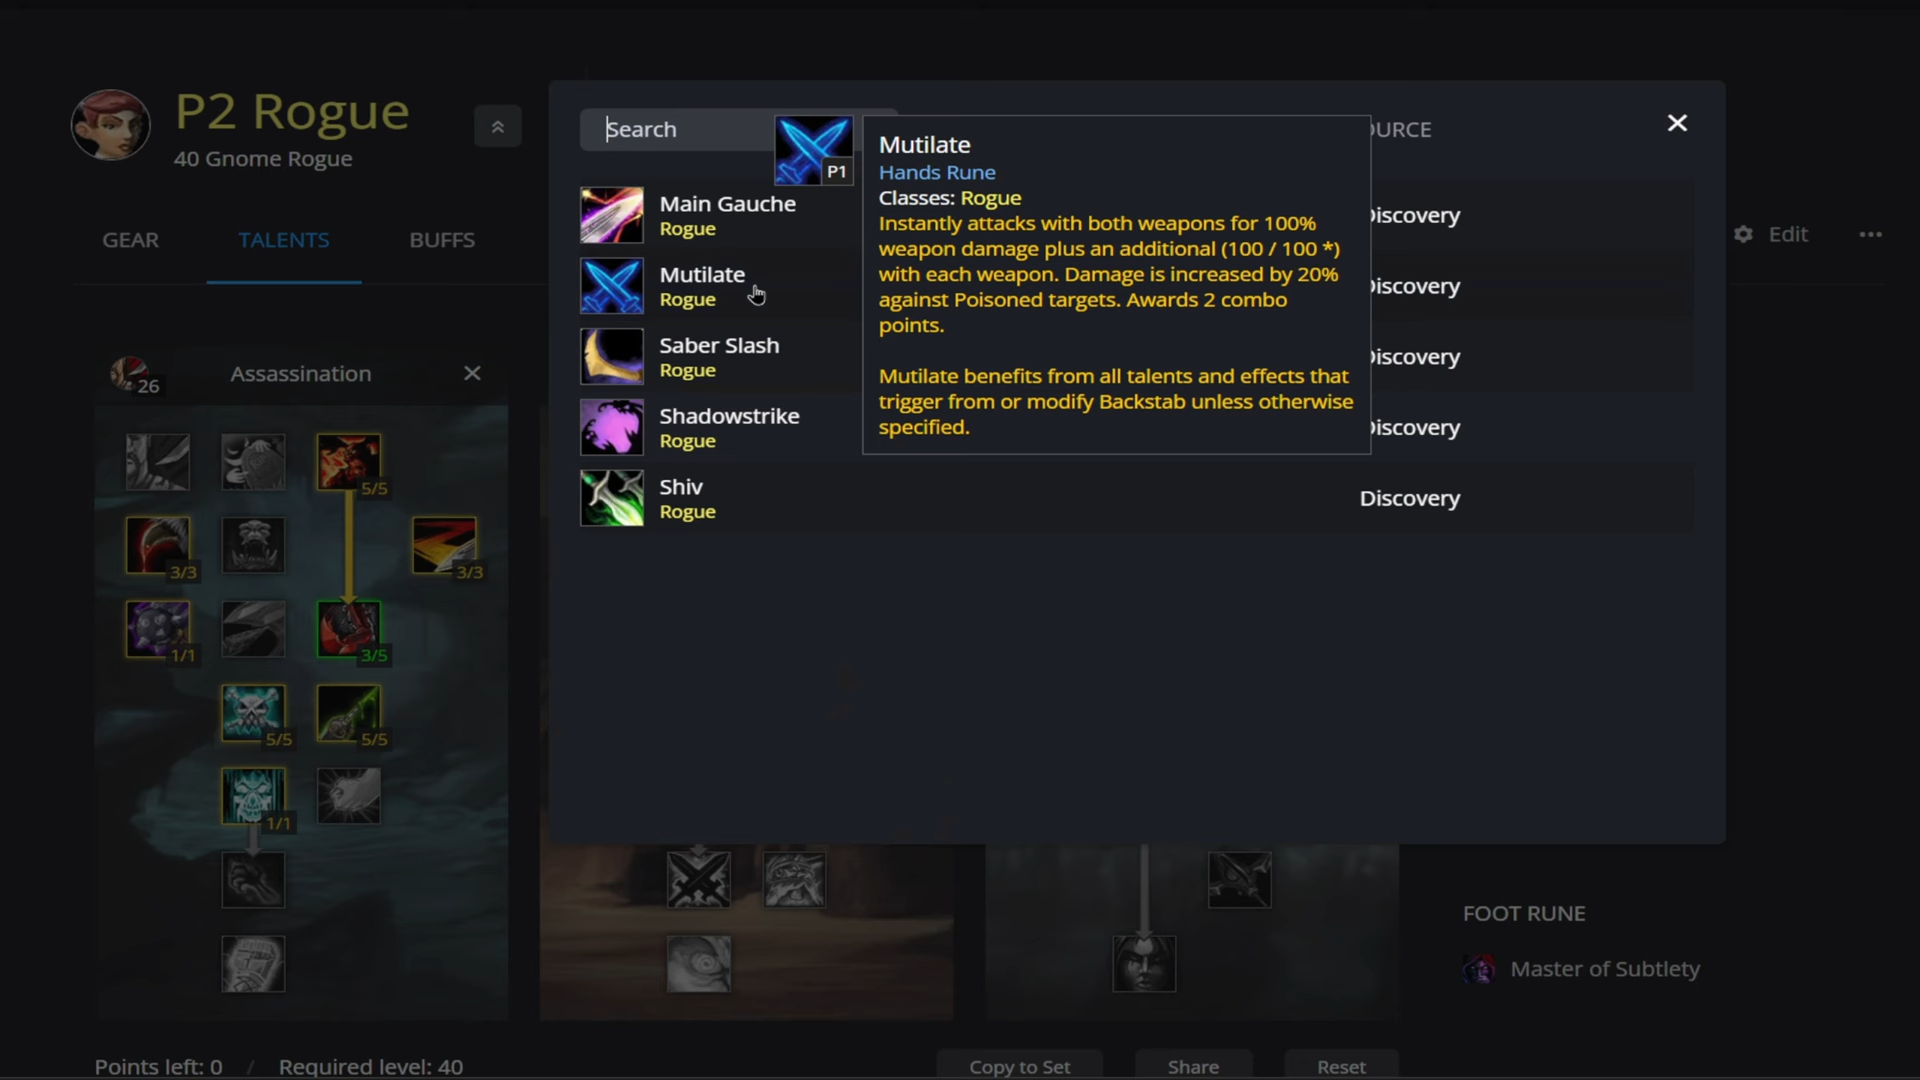 P2 Rogue
40 Gnome Rogue
GEAR
TALENTS
BUFFS
Edit
Search
P1
Mutilate
Hands Rune
Classes: Rogue
Instantly attacks with both weapons for 100%
weapon damage plus an additional (100 / 100 *)
with each weapon. Damage is increased by 20%
against Poisoned targets. Awards 2 combo
points.
Mutilate benefits from all talents and effects that
trigger from or modify Backstab unless otherwise
specified.
OURCE
Main Gauche
Rogue
Discovery
Mutilate
Rogue
Discovery
Saber Slash
Rogue
Discovery
Shadowstrike
Rogue
Discovery
Shiv
Rogue
Discovery
26
Assassination
5/5
3/3
3/3
1/1
3/5
5/5
5/5
1/1
FOOT RUNE
Master of Subtlety
Points left: 0 / Required level: 40
Copy to Set
Share
Reset